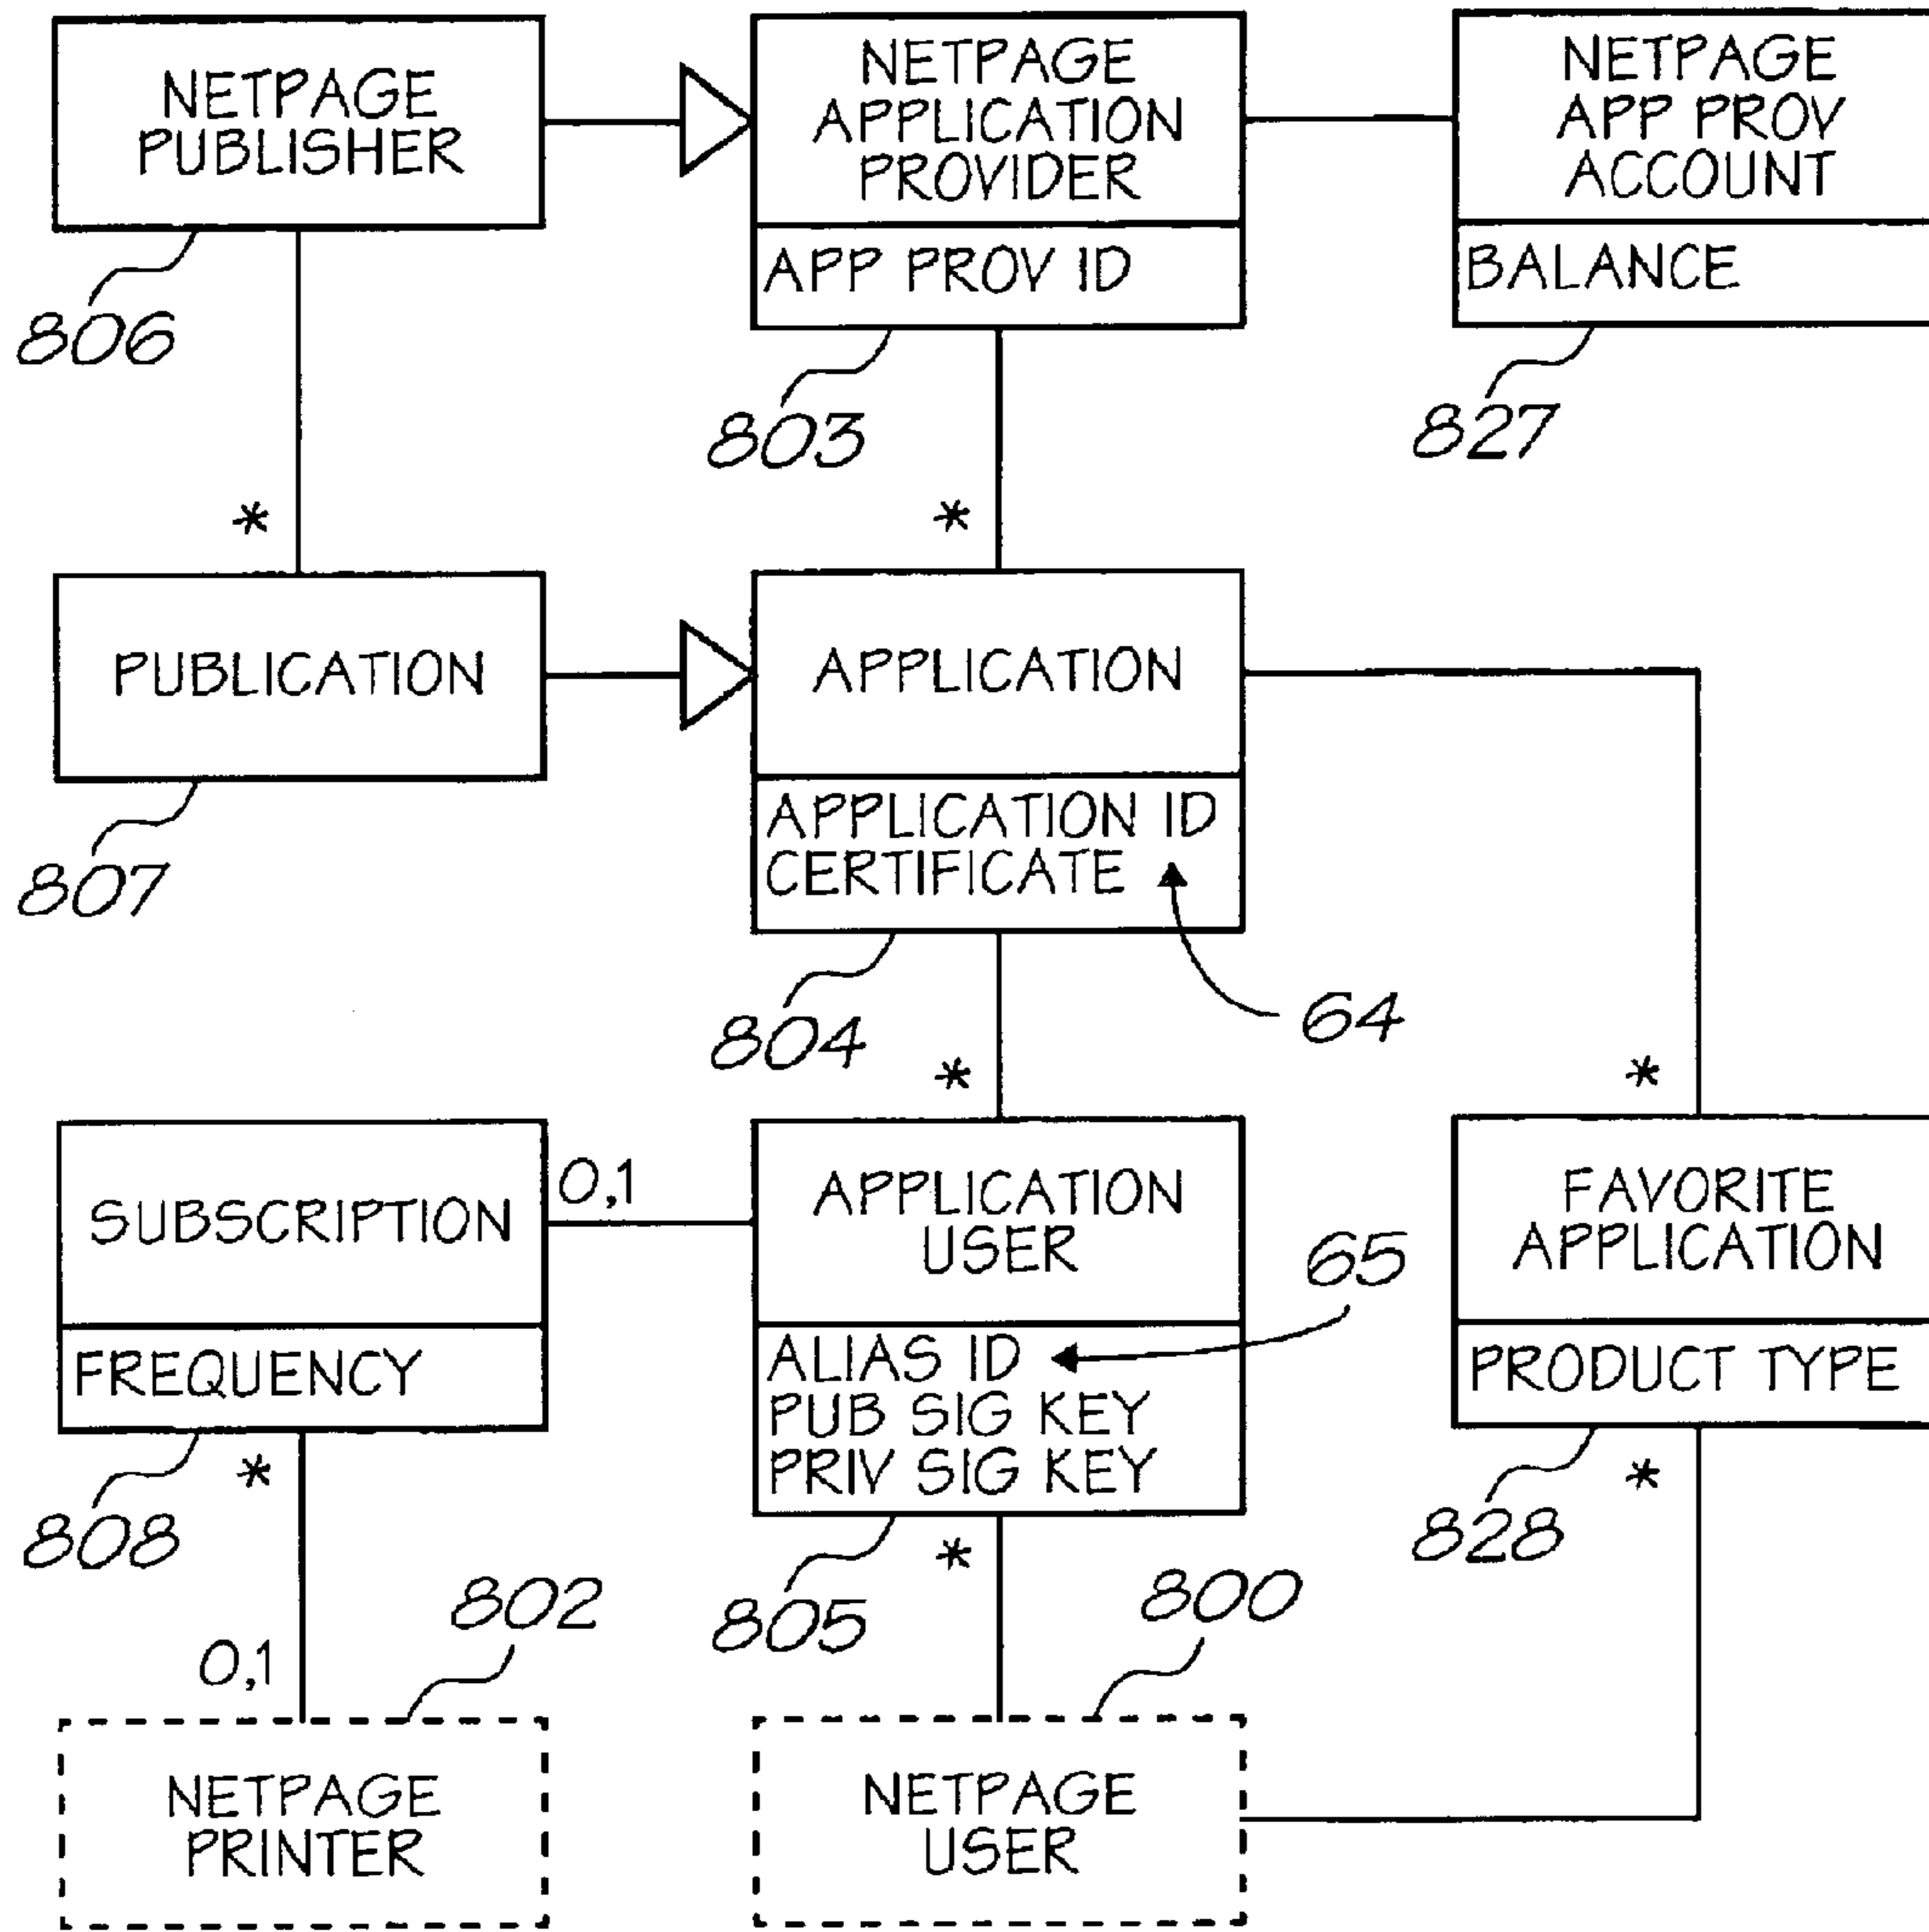 NETPAGE
PUBLISHER
806
NETPAGE
APPLICATION
PROVIDER
APP PROV ID
803
NETPAGE
APP PROV
ACCOUNT
BALANCE
827
*
*
PUBLICATION
807
APPLICATION
APPLICATION ID
CERTIFICATE
64
804
*
*
SUBSCRIPTION
FREQUENCY
0,1
808
*
APPLICATION
USER
ALIAS ID
PUB SIG KEY
PRIV SIG KEY
65
805
*
FAVORITE
APPLICATION
PRODUCT TYPE
828
*
802
0,1
800
NETPAGE
PRINTER
NETPAGE
USER